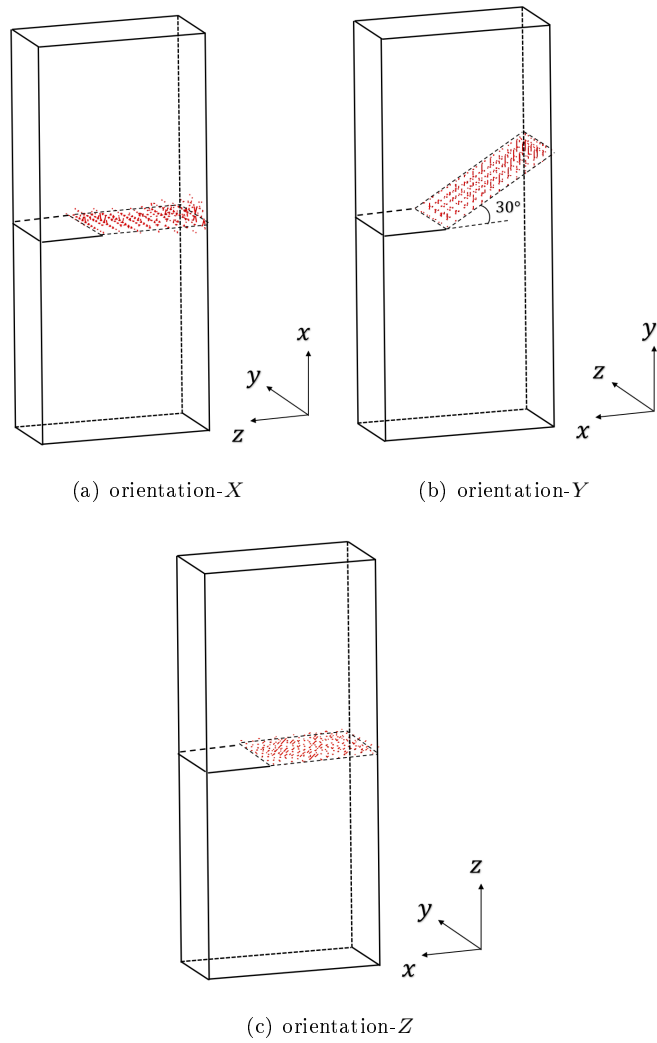 30°
x
y
z
y
z
x
(a) orientation-X
(b) orientation-Y
z
y
x
(c) orientation-Z